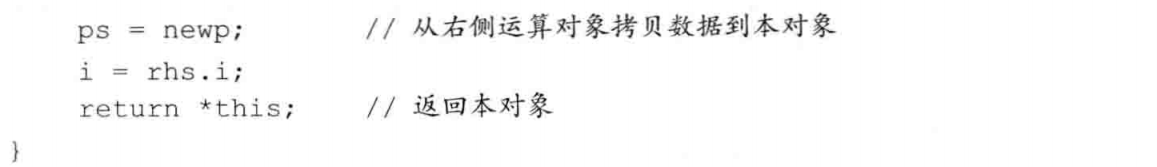 ps = newp; // 从右侧运算对象拷贝数据到本对象
i = rhs.i;
return *this; // 返回本对象
}